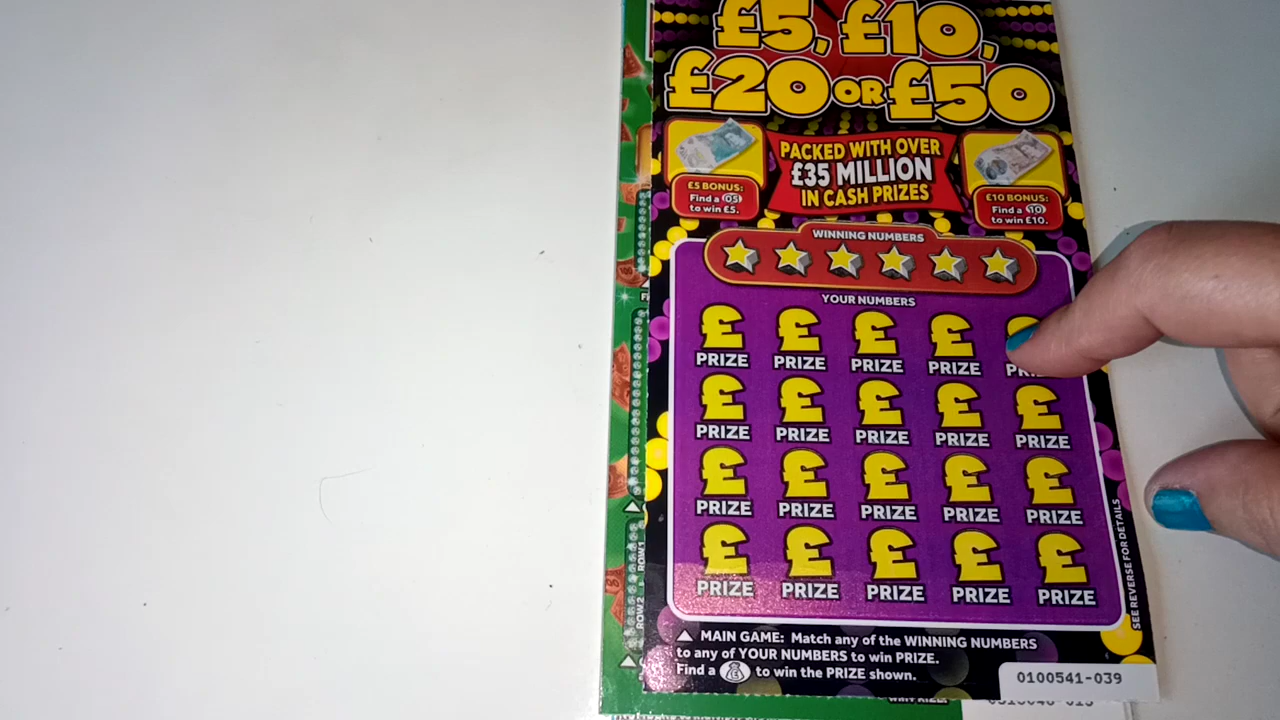 £5, £10,
£20 OR £50
PACKED WITH OVER
£35 MILLION
IN CASH PRIZES
£5 BONUS:
Find a 05
to win £5.
£10 BONUS:
Find a 10
to win £10.
WINNING NUMBERS
YOUR NUMBERS
£ £ £ £
PRIZE PRIZE PRIZE PRIZE
£ £ £ £ £
PRIZE PRIZE PRIZE PRIZE PRIZE
£ £ £ £ £
PRIZE PRIZE PRIZE PRIZE PRIZE
£ £ £ £ £
PRIZE PRIZE PRIZE PRIZE PRIZE
MAIN GAME: Match any of the WINNING NUMBERS
to any of YOUR NUMBERS to win PRIZE.
Find a £ to win the PRIZE shown.
0100541-039
SEE REVERSE FOR DETAILS
ROW 1
ROW 2